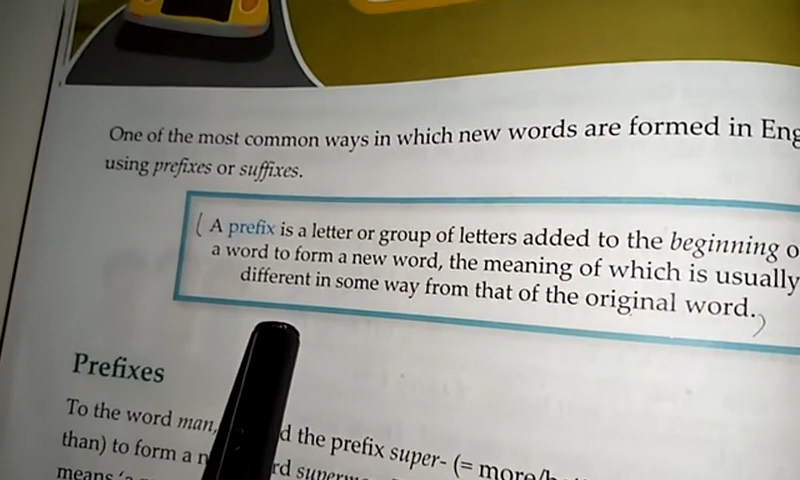 One of the most common ways in which new words are formed in Eng
using prefixes or suffixes.
A prefix is a letter or group of letters added to the beginning o
a word to form a new word, the meaning of which is usually
different in some way from that of the original word.
Prefixes
To the word man, d the prefix super- (= more/
than) to form a n rd
means